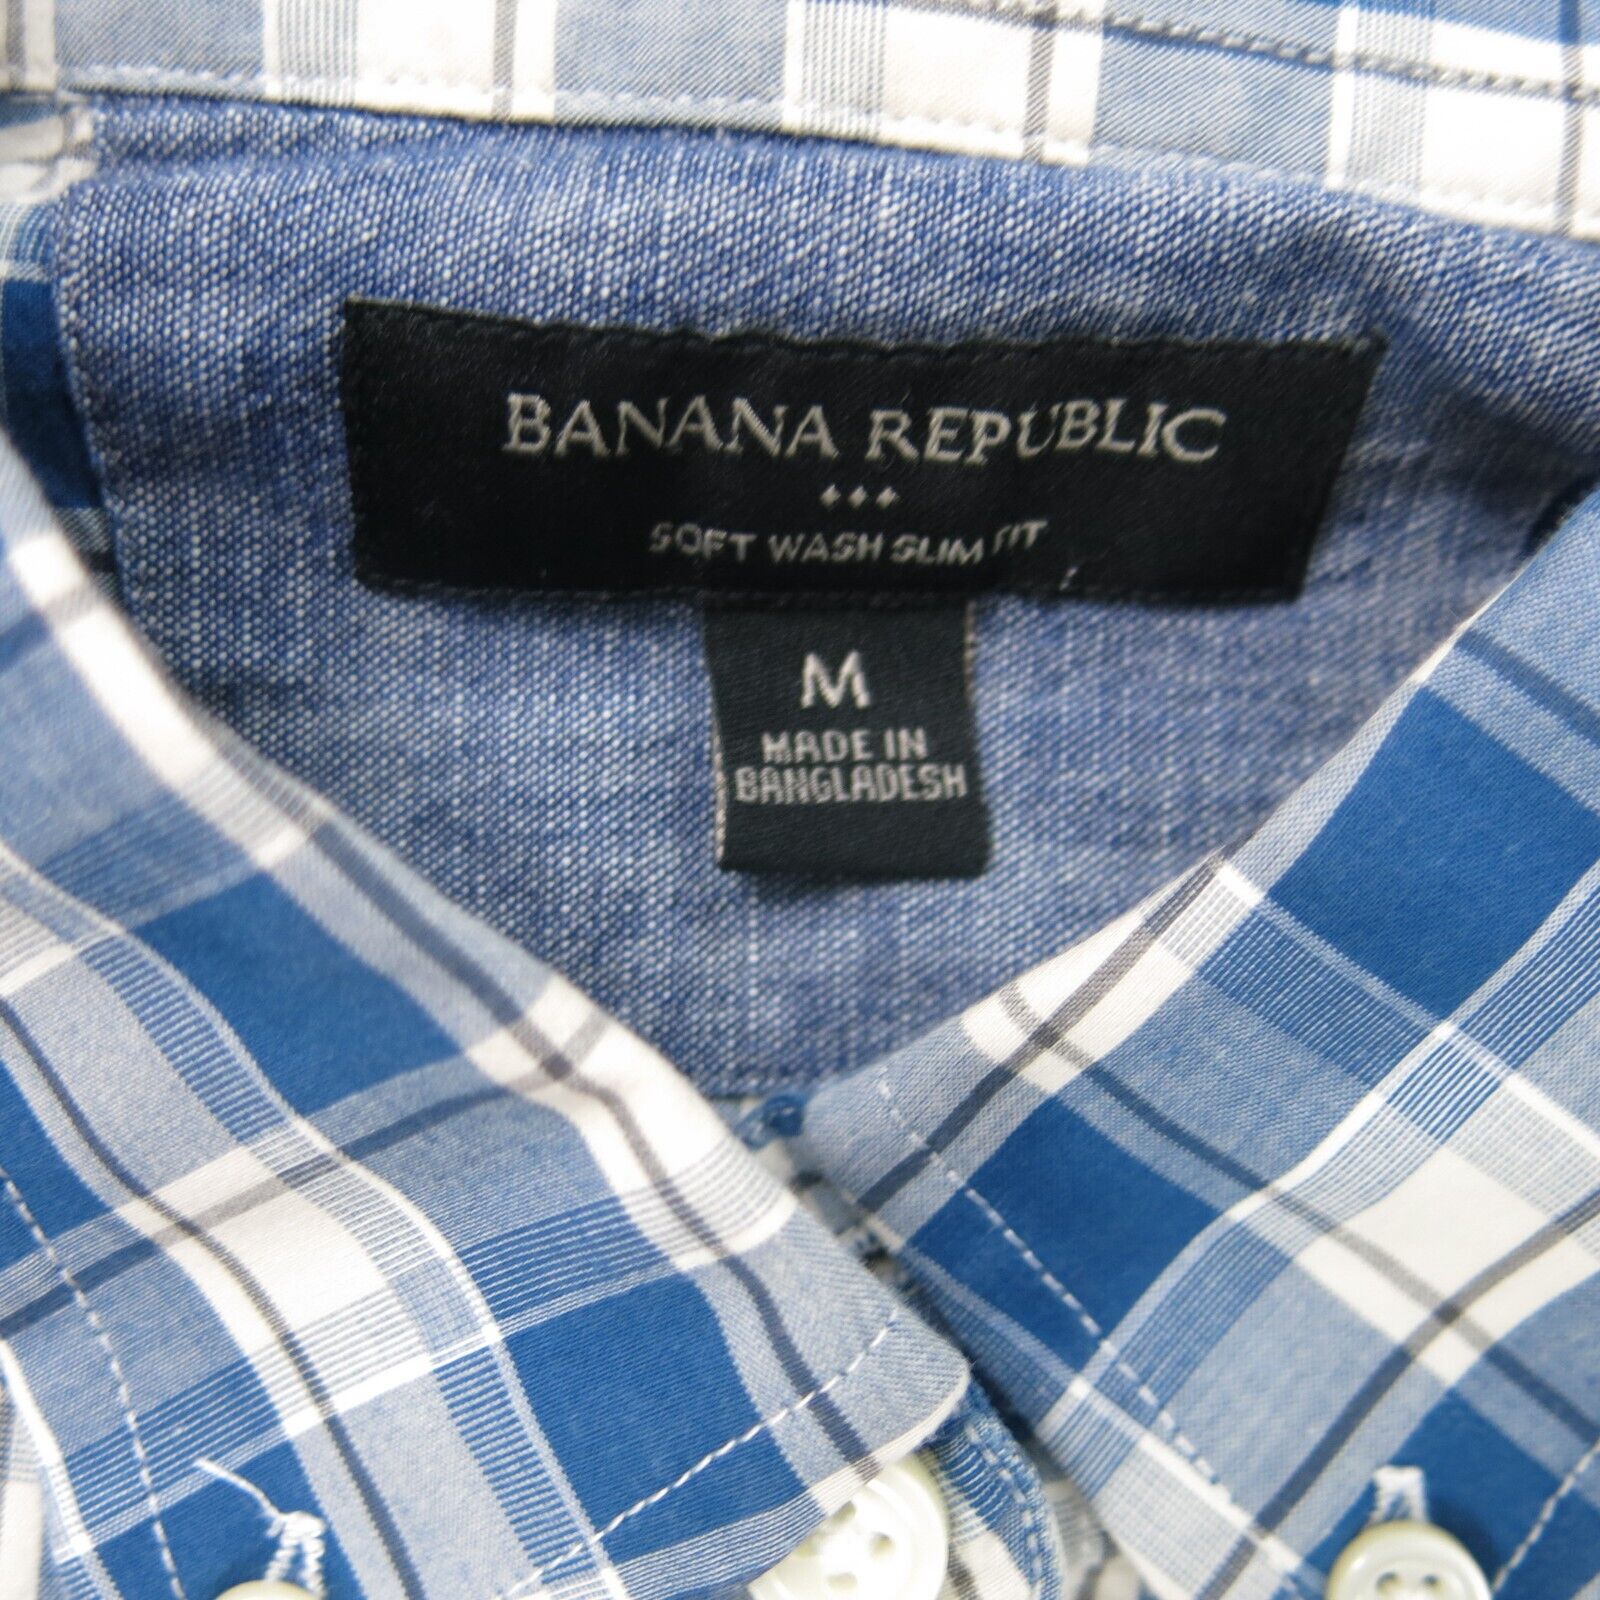 BANANA REPUBLIC
SOFT WASH SLIM FIT
M
MADE IN
BANGLADESH